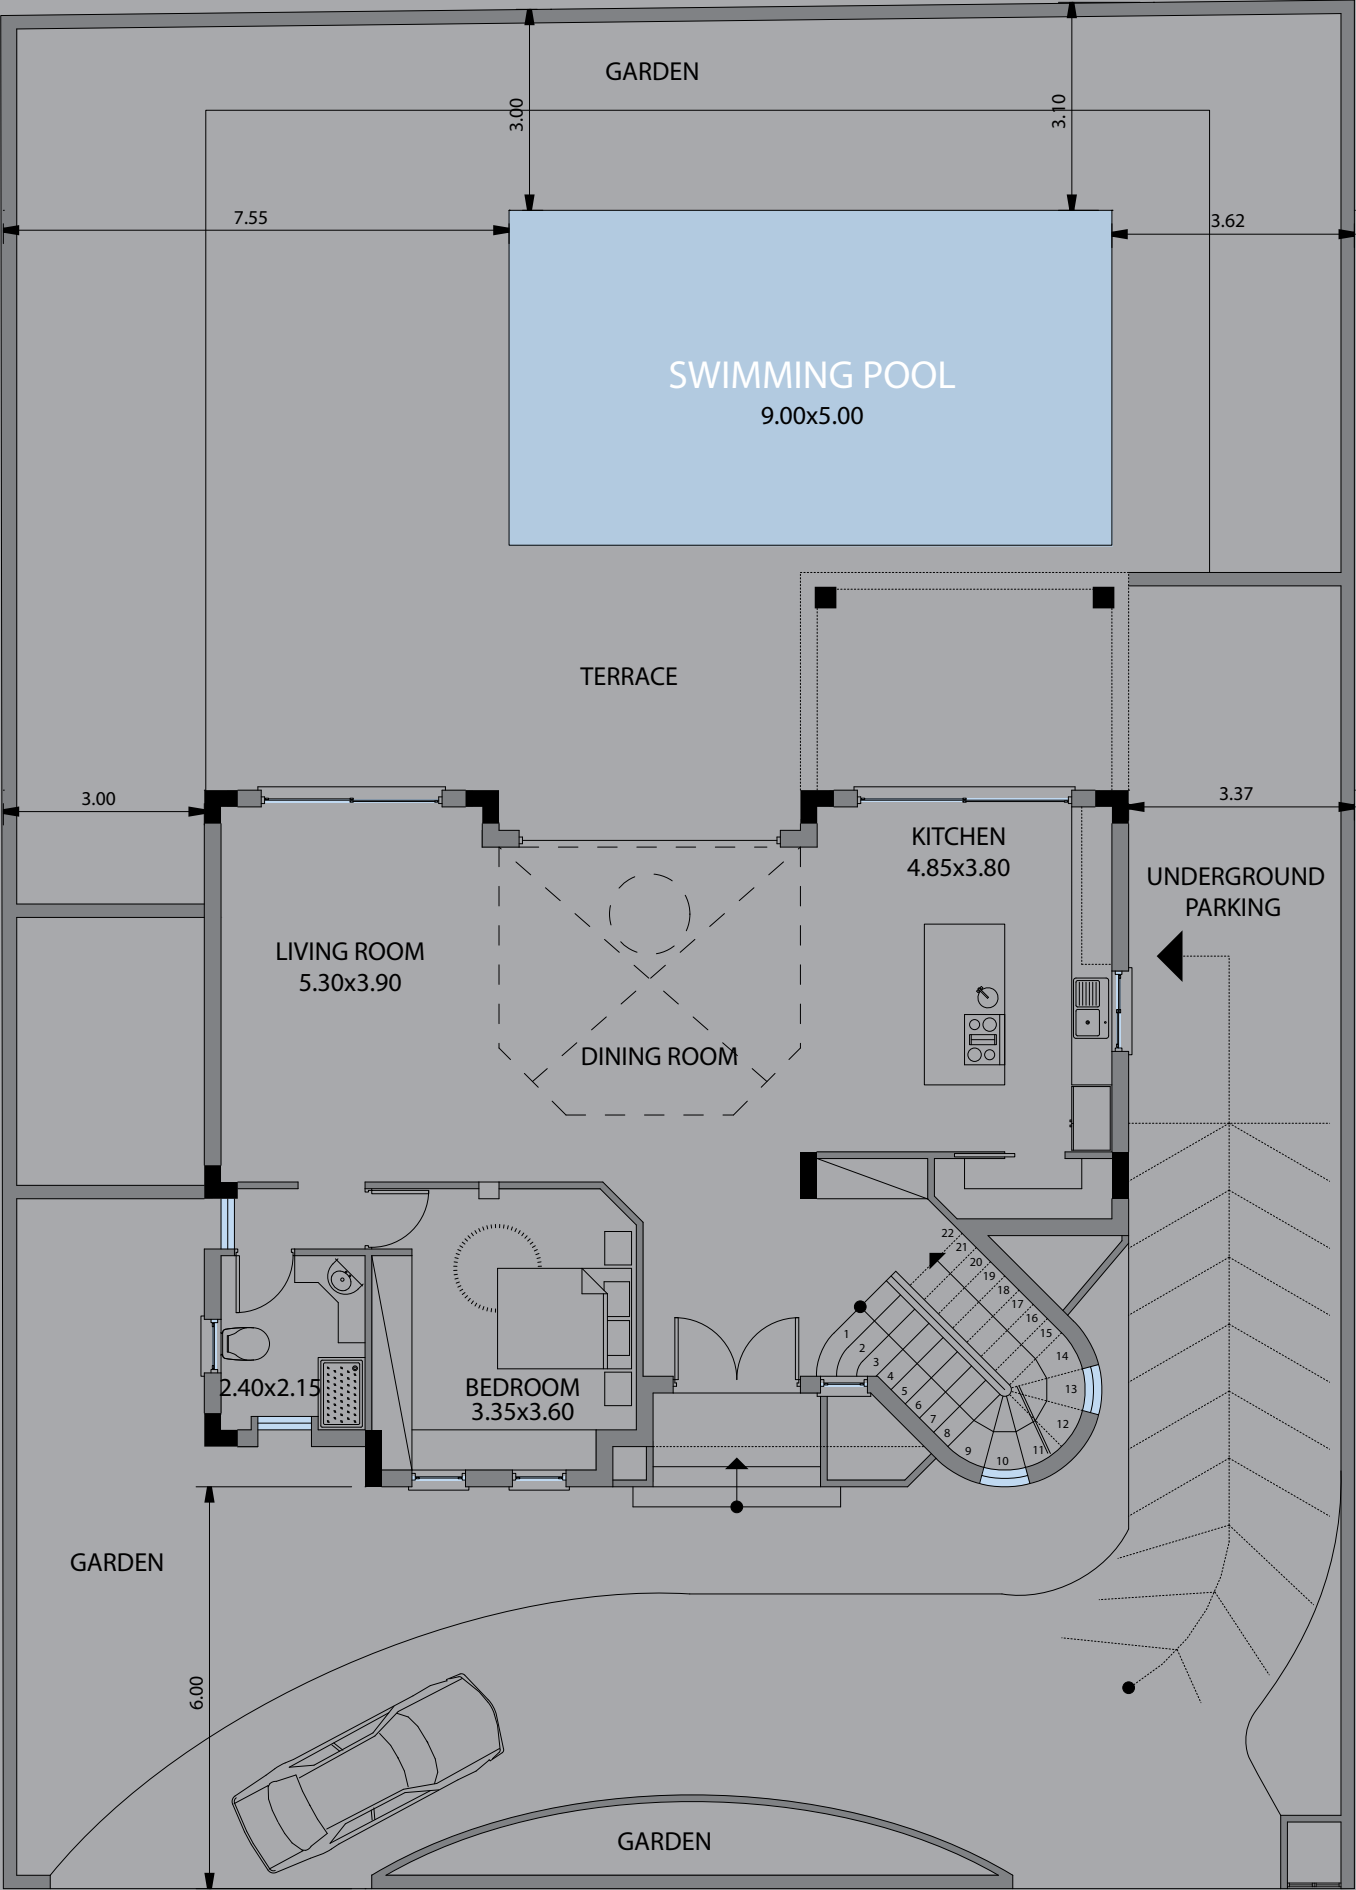 GARDEN
3.00
3.10
7.55
3.62
SWIMMING POOL
9.00x5.00
TERRACE
3.00
3.37
KITCHEN
4.85x3.80
UNDERGROUND
PARKING
LIVING ROOM
5.30x3.90
DINING ROOM
22
21
20
19
18
17
16
15
14
13
12
11
10
9
8
7
6
5
4
3
2
1
2.40x2.15
BEDROOM
3.35x3.60
GARDEN
6.00
GARDEN